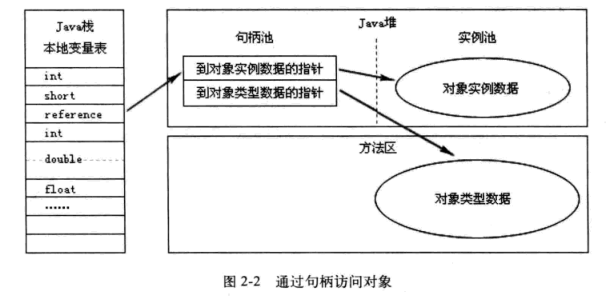 Java栈
本地变量表
int
short
reference
int
double
float
……
Java堆
句柄池
实例池
到对象实例数据的指针
到对象类型数据的指针
对象实例数据
方法区
对象类型数据
图 2-2 通过句柄访问对象